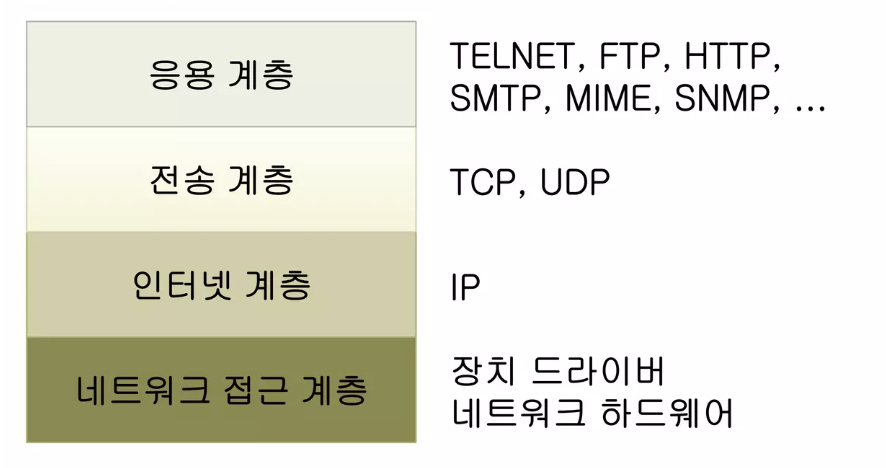 응용 계층
TELNET, FTP, HTTP,
SMTP, MIME, SNMP, ...
전송 계층
TCP, UDP
인터넷 계층
IP
네트워크 접근 계층
장치 드라이버
네트워크 하드웨어